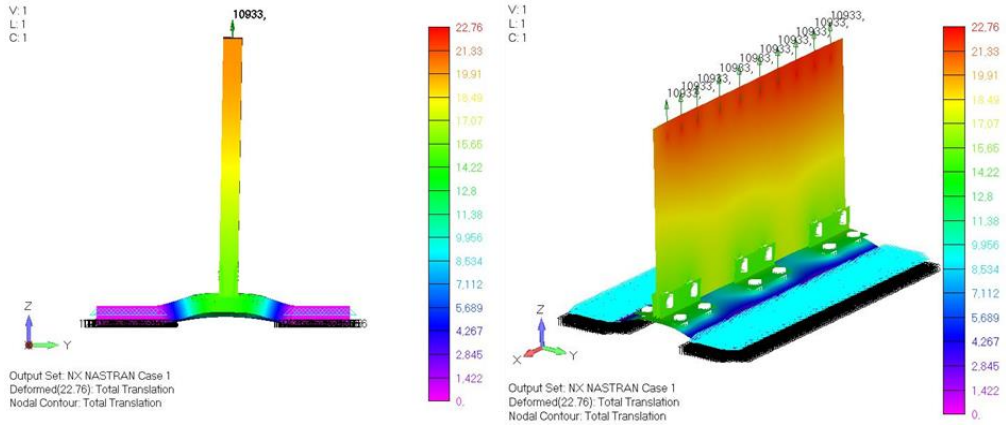 V: 1
L: 1
C: 1
10933,
22.76
21.33
19.91
18.49
17.07
15.65
14.22
12.8
11.38
9.956
8.534
7.112
5.689
4.267
2.845
1.422
0.
Z
Y
Output Set: NX NASTRAN Case 1
Deformed(22.76): Total Translation
Nodal Contour: Total Translation
V: 1
L: 1
C: 1
10933,
10933,
10933,
10933,
10933,
10933,
10933,
10933,
10933,
22.76
21.33
19.91
18.49
17.07
15.65
14.22
12.8
11.38
9.956
8.534
7.112
5.689
4.267
2.845
1.422
0.
Z
X
Y
Output Set: NX NASTRAN Case 1
Deformed(22.76): Total Translation
Nodal Contour: Total Translation